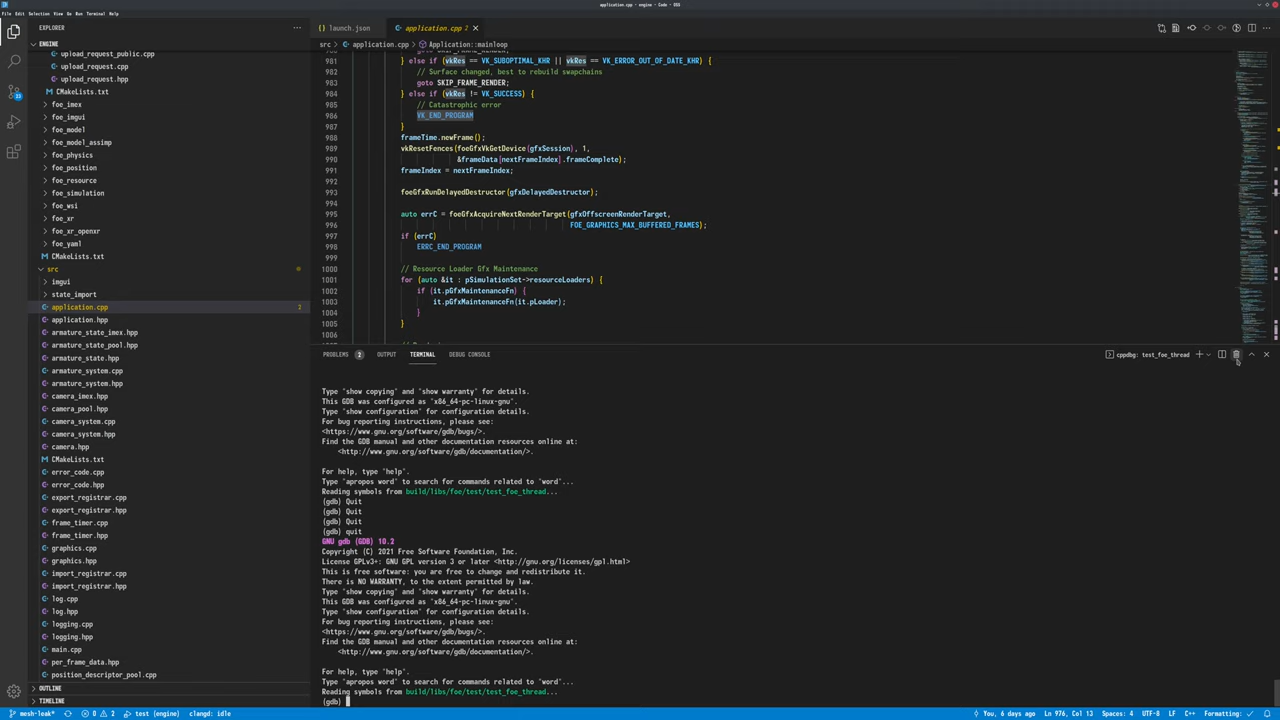 application.cpp - engine - Code - OSS
File Edit Selection View Go Run Terminal Help
EXPLORER
launch.json
application.cpp 2
src > application.cpp > Application::mainloop
ENGINE
upload_request_public.cpp
upload_request.cpp
upload_request.hpp
CMakeLists.txt
foe_imex
foe_imgui
foe_model
foe_model_assimp
foe_physics
foe_position
foe_resource
foe_simulation
foe_wsi
foe_xr
foe_xr_openxr
foe_yaml
CMakeLists.txt
src
imgui
state_import
application.cpp 3
application.hpp
armature_state_imex.hpp
armature_state_pool.hpp
armature_state.hpp
armature_system.cpp
armature_system.hpp
camera_imex.hpp
camera_pool.hpp
camera_system.cpp
camera_system.hpp
camera.hpp
CMakeLists.txt
error_code.cpp
error_code.hpp
export_registrar.cpp
export_registrar.hpp
frame_timer.cpp
frame_timer.hpp
graphics.cpp
graphics.hpp
import_registrar.cpp
import_registrar.hpp
log.cpp
log.hpp
logging.cpp
logging.hpp
main.cpp
per_frame_data.hpp
position_descriptor_pool.cpp
OUTLINE
TIMELINE
980 goto SKIP_FRAME_RENDER;
981 } else if (vkRes == VK_SUBOPTIMAL_KHR || vkRes == VK_ERROR_OUT_OF_DATE_KHR) {
982 // Surface changed, best to rebuild swapchains
983 goto SKIP_FRAME_RENDER;
984 } else if (vkRes != VK_SUCCESS) {
985 // Catastrophic error
986 VK_END_PROGRAM
987 }
988 frameTime.newFrame();
989 vkResetFences(foeGfxVkGetDevice(gfxSession), 1,
990 &frameData[nextFrameIndex].frameComplete);
991 frameIndex = nextFrameIndex;
992
993 foeGfxRunDelayedDestructor(gfxDelayedDestructor);
994
995 auto errC = foeGfxAcquireNextRenderTarget(gfxOffscreenRenderTarget,
996 FOE_GRAPHICS_MAX_BUFFERED_FRAMES);
997 if (errC)
998 ERRC_END_PROGRAM
999
1000 // Resource Loader Gfx Maintenance
1001 for (auto &it : pSimulationSet->resourceLoaders) {
1002 if (it.pGfxMaintenanceFn) {
1003 it.pGfxMaintenanceFn(it.pLoader);
1004 }
1005 }
1006
PROBLEMS 2 OUTPUT TERMINAL DEBUG CONSOLE
cppdbg: test_foe_thread
Type "show copying" and "show warranty" for details.
This GDB was configured as "x86_64-pc-linux-gnu".
Type "show configuration" for configuration details.
For bug reporting instructions, please see:
<https://www.gnu.org/software/gdb/bugs/>.
Find the GDB manual and other documentation resources online at:
<http://www.gnu.org/software/gdb/documentation/>.
For help, type "help".
Type "apropos word" to search for commands related to "word"...
Reading symbols from build/libs/foe/test/test_foe_thread...
(gdb) Quit
(gdb) Quit
(gdb) Quit
(gdb) quit
GNU gdb (GDB) 10.2
Copyright (C) 2021 Free Software Foundation, Inc.
License GPLv3+: GNU GPL version 3 or later <http://gnu.org/licenses/gpl.html>
This is free software: you are free to change and redistribute it.
There is NO WARRANTY, to the extent permitted by law.
Type "show copying" and "show warranty" for details.
This GDB was configured as "x86_64-pc-linux-gnu".
Type "show configuration" for configuration details.
For bug reporting instructions, please see:
<https://www.gnu.org/software/gdb/bugs/>.
Find the GDB manual and other documentation resources online at:
<http://www.gnu.org/software/gdb/documentation/>.
For help, type "help".
Type "apropos word" to search for commands related to "word"...
Reading symbols from build/libs/foe/test/test_foe_thread...
(gdb)
mesh-leak* 0 2 test (engine) clangd: idle
You, 6 days ago Ln 976, Col 13 Spaces: 4 UTF-8 LF C++ Formatting: ✓